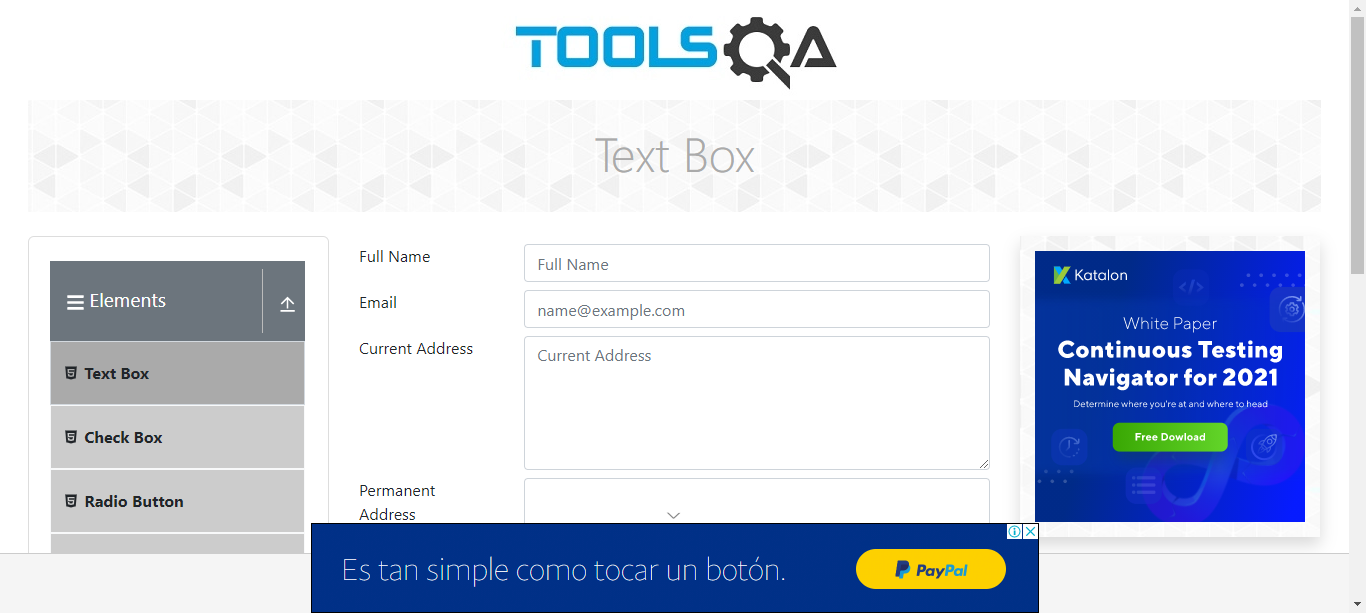 TOOLSQA
Text Box
Elements
Text Box
Check Box
Radio Button
Full Name
Full Name
Email
name@example.com
Current Address
Current Address
Permanent
Address
Katalon
White Paper
Continuous Testing
Navigator for 2021
Determine where you're at and where to head
Free Dowload
Es tan simple como tocar un botón.
PayPal